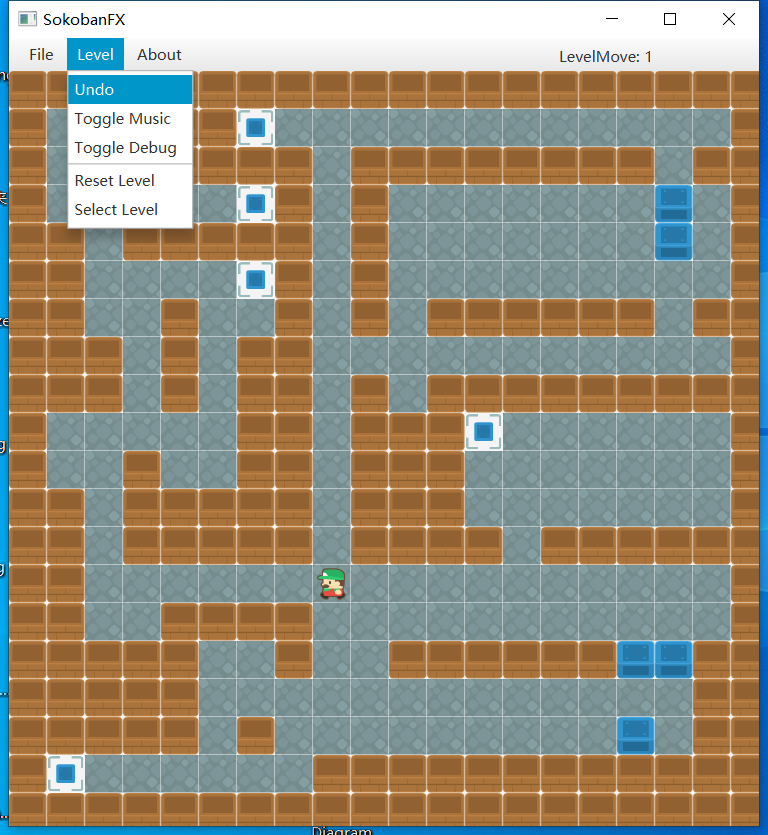 SokobanFX
File Level About LevelMove: 1
Undo
Toggle Music
Toggle Debug
Reset Level
Select Level
Diagram